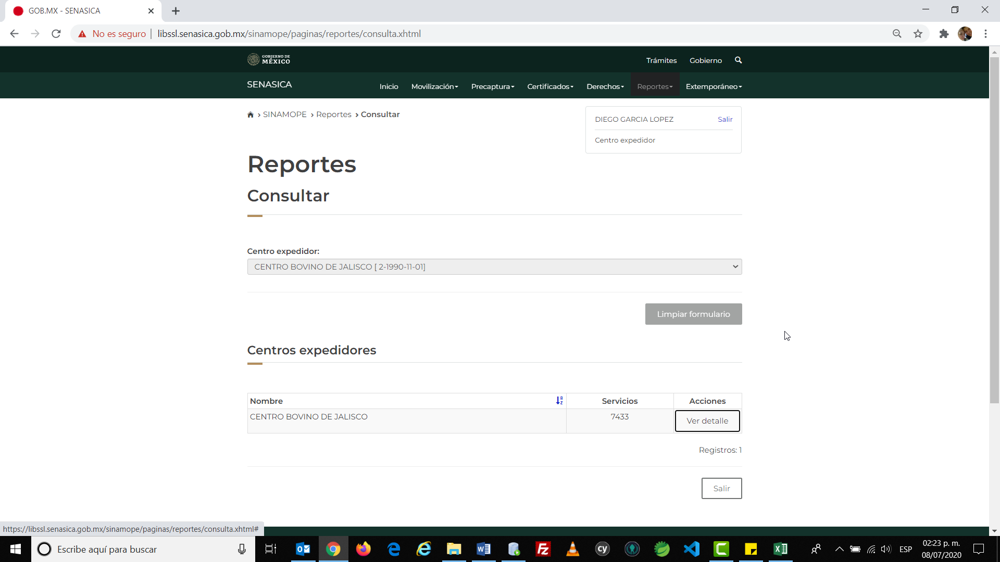 GOB.MX - SENASICA
No es seguro | libssl.senasica.gob.mx/sinamope/paginas/reportes/consulta.xhtml
GOBIERNO DE
MÉXICO
Trámites Gobierno
SENASICA
Inicio Movilización Precaptura Certificados Derechos Reportes Extemporáneo
> SINAMOPE > Reportes > Consultar
DIEGO GARCIA LOPEZ Salir
Centro expedidor
Reportes
Consultar
Centro expedidor:
CENTRO BOVINO DE JALISCO [ 2-1990-11-01]
Limpiar formulario
Centros expedidores
Nombre Servicios Acciones
CENTRO BOVINO DE JALISCO 7433 Ver detalle
Registros: 1
Salir
https://libssl.senasica.gob.mx/sinamope/paginas/reportes/consulta.xhtml#
Escribe aquí para buscar
ESP
02:23 p. m.
08/07/2020